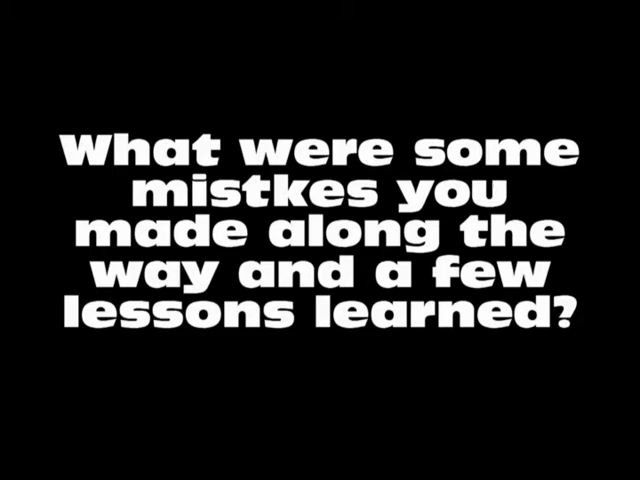 What were some
mistkes you
made along the
way and a few
lessons learned?